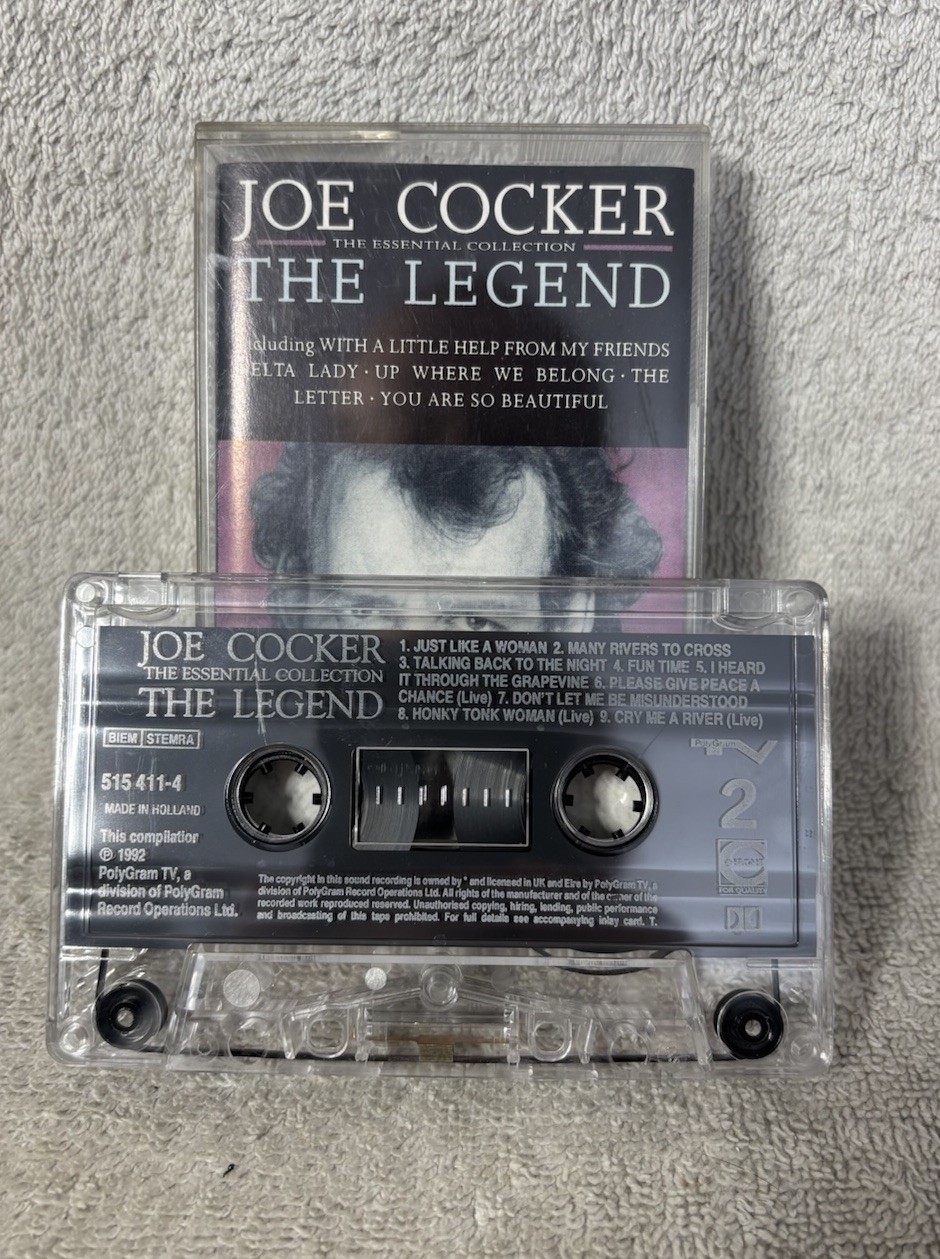 JOE COCKER
THE ESSENTIAL COLLECTION
THE LEGEND
cluding WITH A LITTLE HELP FROM MY FRIENDS
ELTA LADY · UP WHERE WE BELONG · THE
LETTER · YOU ARE SO BEAUTIFUL
JOE COCKER
THE ESSENTIAL COLLECTION
THE LEGEND
1. JUST LIKE A WOMAN 2. MANY RIVERS TO CROSS
3. TALKING BACK TO THE NIGHT 4. FUN TIME 5. I HEARD
IT THROUGH THE GRAPEVINE 6. PLEASE GIVE PEACE A
CHANCE (Live) 7. DON'T LET ME BE MISUNDERSTOOD
8. HONKY TONK WOMAN (Live) 9. CRY ME A RIVER (Live)
BIEM STEMRA
515 411-4
MADE IN HOLLAND
This compilation
℗ 1992
PolyGram TV, a
division of PolyGram
Record Operations Ltd.
PolyGram TV
2
FOR QUALITY
The copyright in this sound recording is owned by * and licensed in UK and Eire by PolyGram TV, a
division of PolyGram Record Operations Ltd. All rights of the manufacturer and of the owner of the
recorded work reproduced reserved. Unauthorised copying, hiring, lending, public performance
and broadcasting of this tape prohibited. For full details see accompanying inlay card. T.